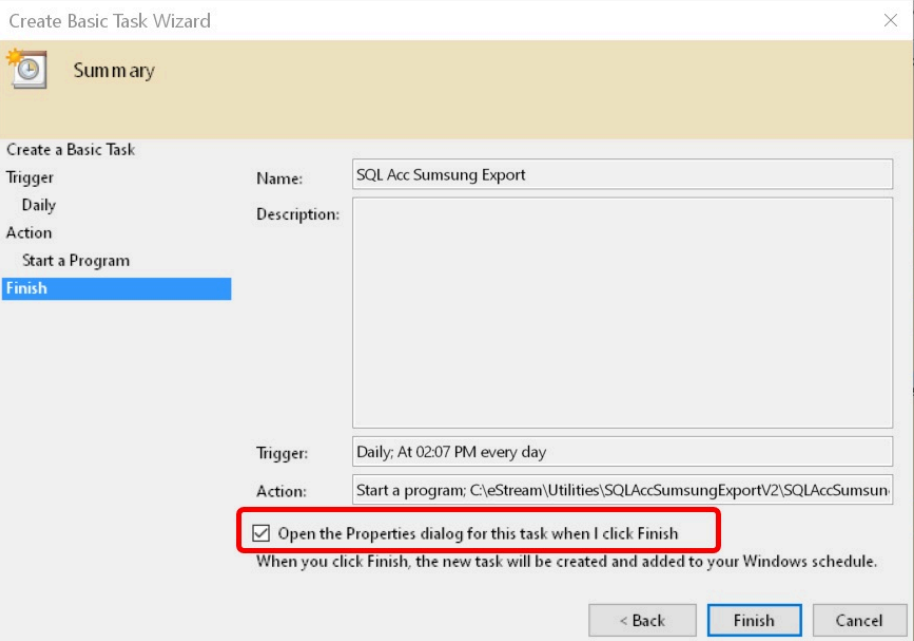 Create Basic Task Wizard
Summary
Create a Basic Task
Trigger
Daily
Action
Start a Program
Finish
Name: SQL Acc Sumsung Export
Description:
Trigger: Daily; At 02:07 PM every day
Action: Start a program; C:\eStream\Utilities\SQLAccSumsungExportV2\SQLAccSumsun
Open the Properties dialog for this task when I click Finish
When you click Finish, the new task will be created and added to your Windows schedule.
< Back Finish Cancel